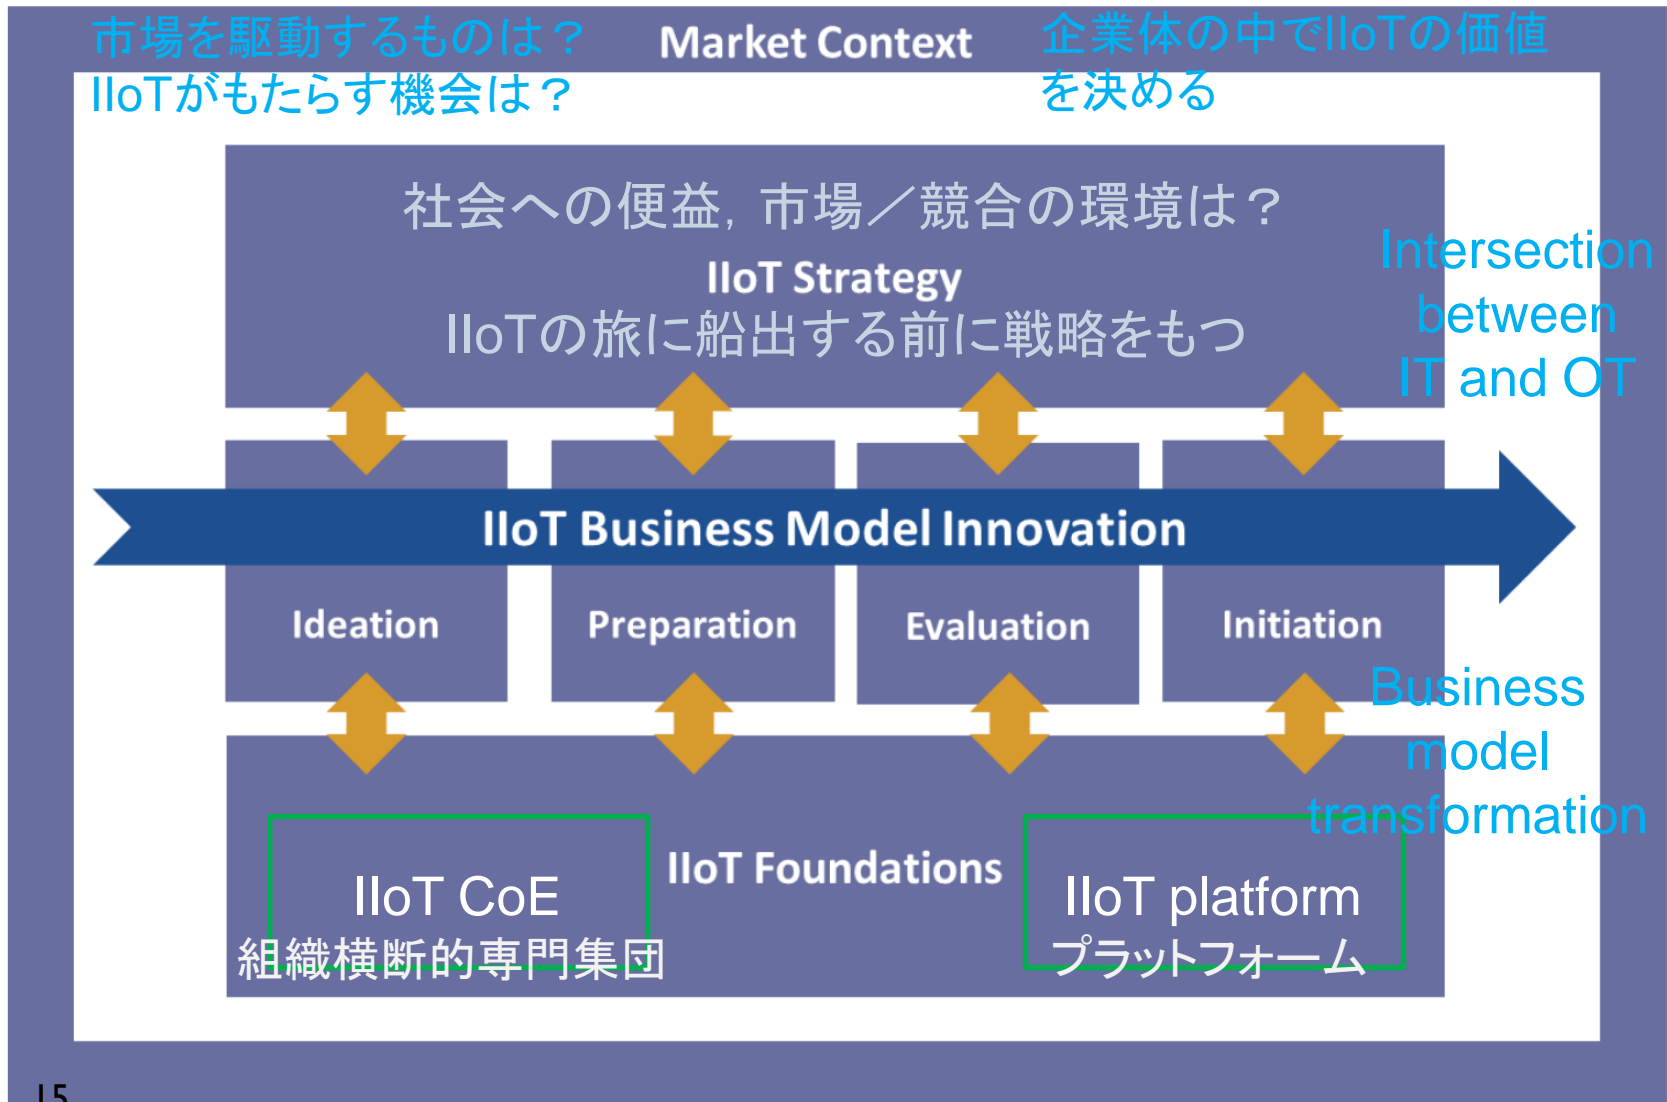 市場を駆動するものは？
IIoTがもたらす機会は？
Market Context
企業体の中でIIoTの価値
を決める
社会への便益，市場／競合の環境は？
IIoT Strategy
IIoTの旅に船出する前に戦略をもつ
Intersection
between
IT and OT
IIoT Business Model Innovation
Ideation
Preparation
Evaluation
Initiation
Business
model
transformation
IIoT Foundations
IIoT CoE
組織横断的専門集団
IIoT platform
プラットフォーム
15